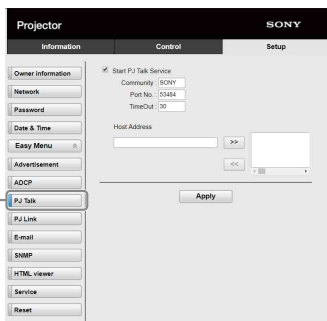 Projector
SONY
Information
Control
Setup
Owner information
Network
Password
Date & Time
Easy Menu
Advertisement
ADCP
PJ Talk
PJ Link
E-mail
SNMP
HTML viewer
Service
Reset
Start PJ Talk Service
Community : SONY
Port No. : 53484
TimeOut : 30
Host Address
>>
<<
Apply